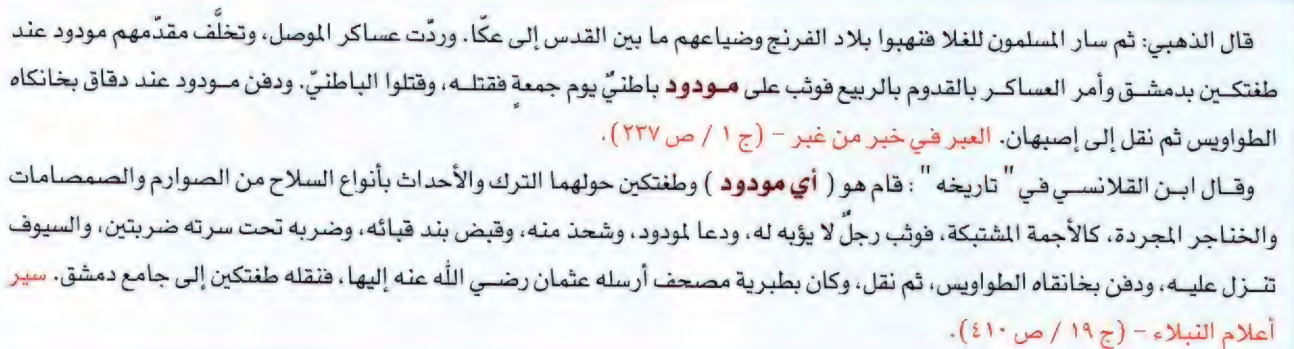 قال الذهبي: ثم سار المسلمون للغلا فنهبوا بلاد الفرنج وضياعهم ما بين القدس إلى عكّا. وردّت عساكر الموصل، وتخلَّف مقدّمهم مودود عند
طغتكين بدمشق وأمر العساكر بالقدوم بالربيع فوثب على مودود باطنيٌ يوم جمعةٍ فقتله، وقتلوا الباطنيّ. ودفن مودود عند دقاق بخانكاه
الطواويس ثم نقل إلى إصبهان. العبر في خبر من غبر – (ج ١ / ص ٢٣٧).
وقال ابن القلانسي في " تاريخه " : قام هو ( أي مودود ) وطغتكين حولهما الترك والأحداث بأنواع السلاح من الصوارم والصمصامات
والخناجر المجردة، كالأجمة المشتبكة، فوثب رجلٌ لا يؤبه له، ودعا لمودود، وشحذ منه، وقبض بند قبائه، وضربه تحت سرته ضربتين، والسيوف
تنزل عليه، ودفن بخانقاه الطواويس، ثم نقل، وكان بطبرية مصحف أرسله عثمان رضي الله عنه إليها، فنقله طغتكين إلى جامع دمشق. سير
أعلام النبلاء – (ج ١٩ / ص ٤١٠).